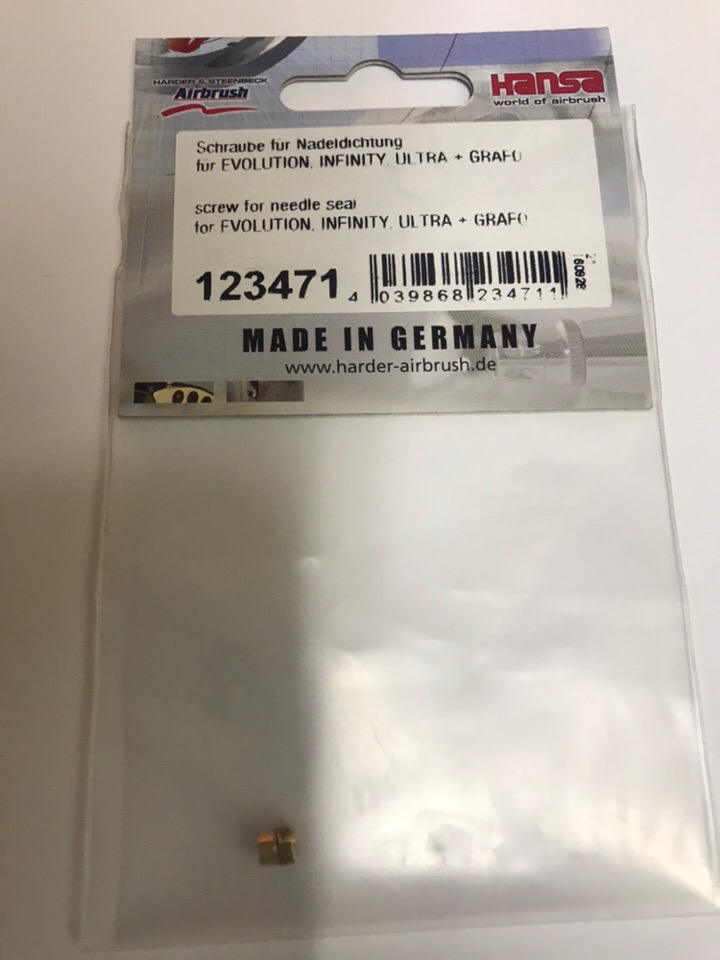 HARDER & STEENBECK
Airbrush
Hansa
world of airbrush
Schraube für Nadeldichtung
für EVOLUTION, INFINITY, ULTRA + GRAFO
screw for needle seal
for EVOLUTION, INFINITY, ULTRA + GRAFO
123471
4 039868 234711
MADE IN GERMANY
www.harder-airbrush.de